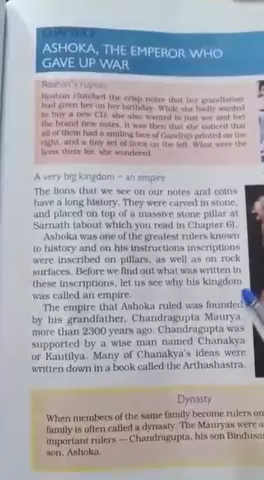 CHAPTER
ASHOKA, THE EMPEROR WHO
GAVE UP WAR
Roshan's rupees
Roshan clutched the crisp notes that her grandfather
had given her on her birthday. While she badly wanted
to buy a new CD, she also wanted to just see and feel
the brand new notes. It was then that she noticed that
all of them had a smiling face of Gandhiji printed on the
right, and a tiny set of lions on the left. What were the
lions there for, she wondered.
A very big kingdom – an empire
The lions that we see on our notes and coins
have a long history. They were carved in stone,
and placed on top of a massive stone pillar at
Sarnath (about which you read in Chapter 6).
Ashoka was one of the greatest rulers known
to history and on his instructions inscriptions
were inscribed on pillars, as well as on rock
surfaces. Before we find out what was written in
these inscriptions, let us see why his kingdom
was called an empire.
The empire that Ashoka ruled was founded
by his grandfather, Chandragupta Maurya,
more than 2300 years ago. Chandragupta was
supported by a wise man named Chanakya
or Kautilya. Many of Chanakya's ideas were
written down in a book called the Arthashastra.
Dynasty
When members of the same family become rulers on
family is often called a dynasty. The Mauryas were a
important rulers — Chandragupta, his son Bindusa
son, Ashoka.